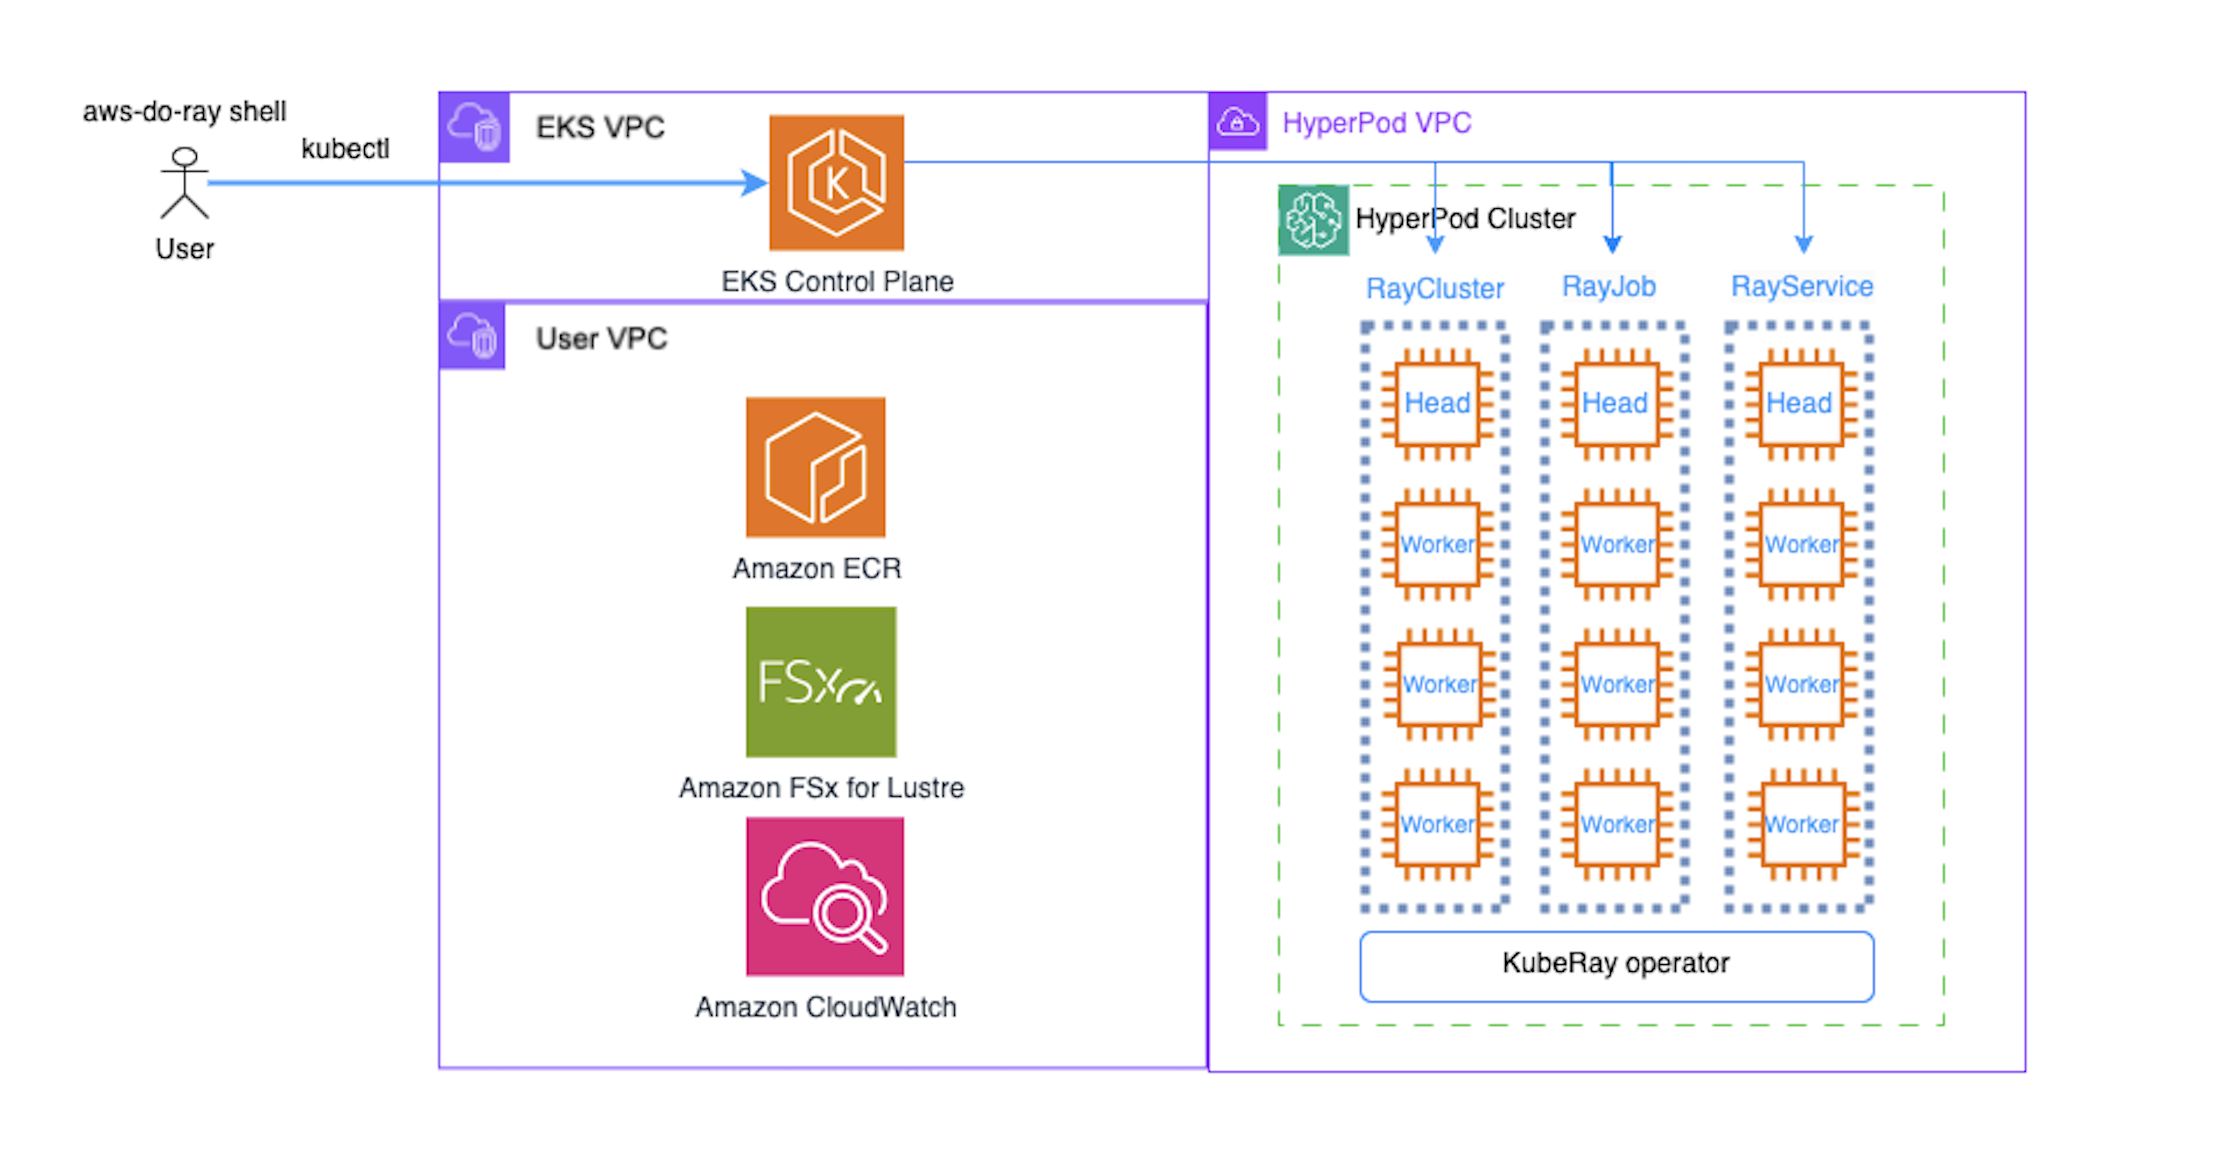 aws-do-ray shell
kubectl
User
EKS VPC
K
EKS Control Plane
User VPC
Amazon ECR
FSx
Amazon FSx for Lustre
Amazon CloudWatch
HyperPod VPC
HyperPod Cluster
RayCluster
RayJob
RayService
Head
Head
Head
Worker
Worker
Worker
Worker
Worker
Worker
Worker
Worker
Worker
KubeRay operator